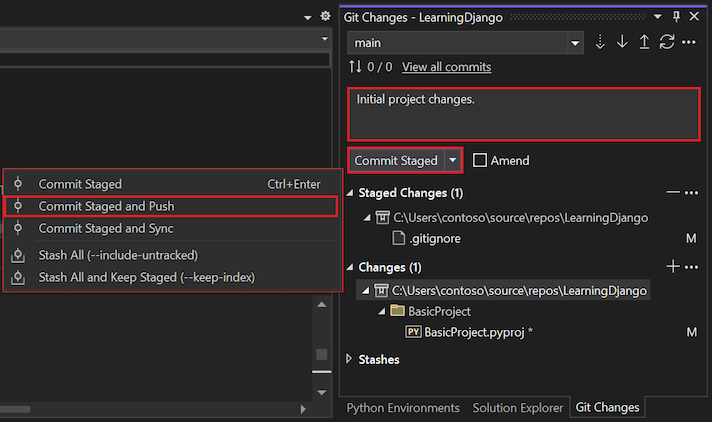 Git Changes - LearningDjango
main
0 / 0 View all commits
Initial project changes.
Commit Staged
Amend
Commit Staged Ctrl+Enter
Commit Staged and Push
Commit Staged and Sync
Stash All (--include-untracked)
Stash All and Keep Staged (--keep-index)
Staged Changes (1)
C:\Users\contoso\source\repos\LearningDjango
.gitignore M
Changes (1)
C:\Users\contoso\source\repos\LearningDjango
BasicProject
PY BasicProject.pyproj * M
Stashes
Python Environments Solution Explorer Git Changes